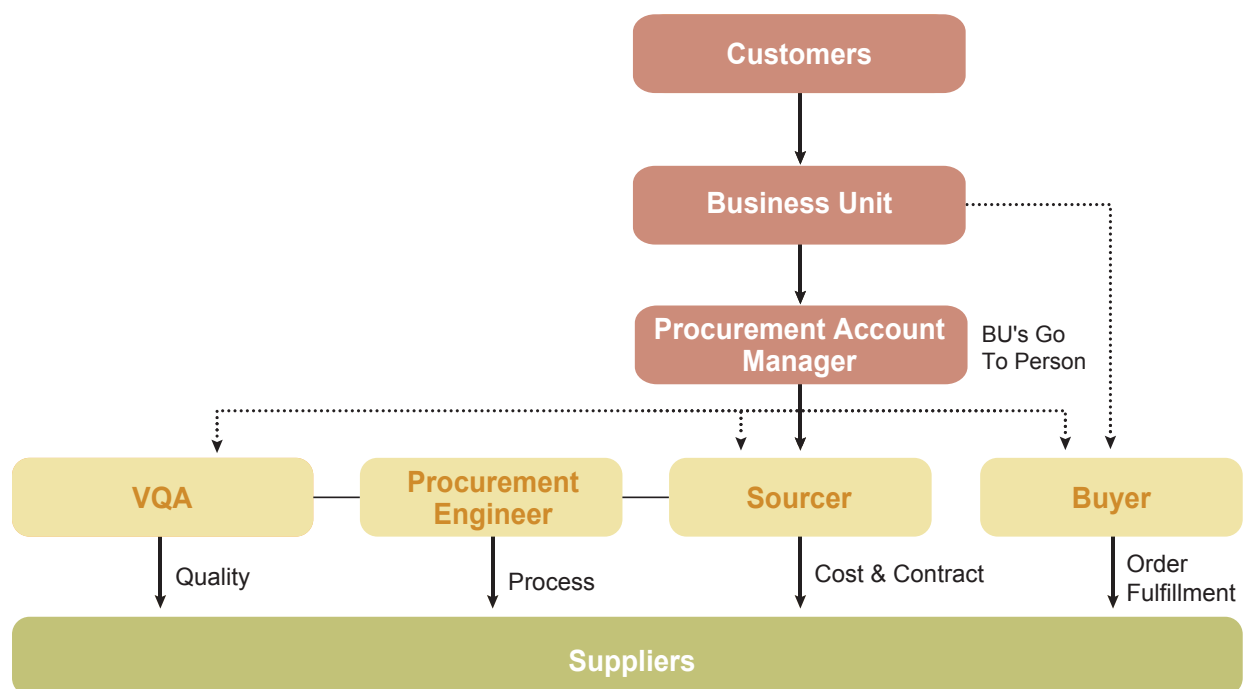 Customers
Business Unit
Procurement Account
Manager
BU's Go
To Person
VQA
Procurement
Engineer
Sourcer
Buyer
Quality
Process
Cost & Contract
Order
Fulfillment
Suppliers